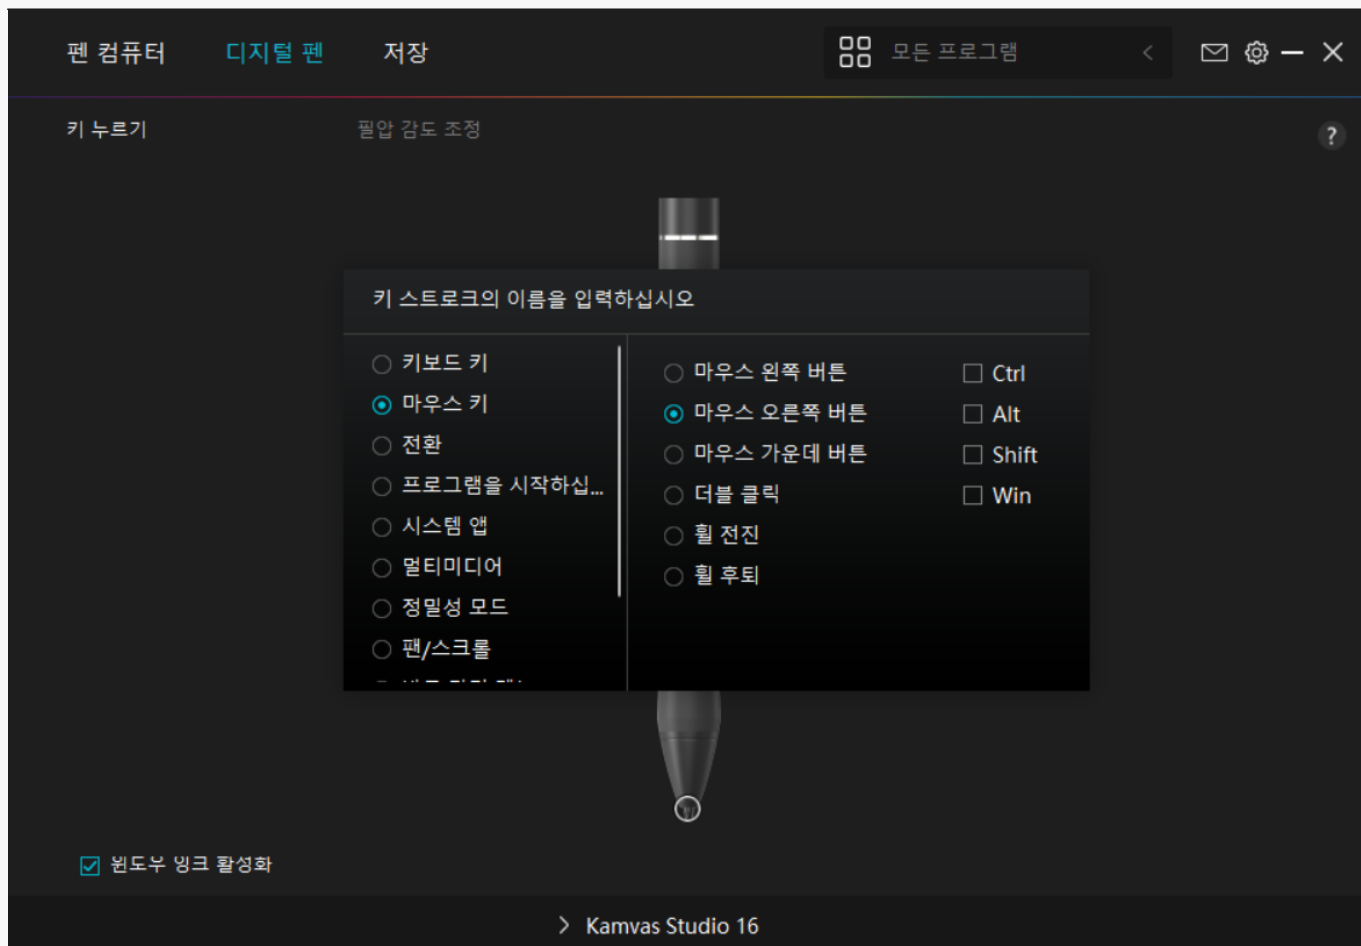 펜 컴퓨터 디지털 펜 저장 모든 프로그램
키 누르기 필압 감도 조정
?
키 스트로크의 이름을 입력하십시오
키보드 키
마우스 키
전환
프로그램을 시작하십...
시스템 앱
멀티미디어
정밀성 모드
팬/스크롤
마우스 왼쪽 버튼
마우스 오른쪽 버튼
마우스 가운데 버튼
더블 클릭
휠 전진
휠 후퇴
Ctrl
Alt
Shift
Win
윈도우 잉크 활성화
> Kamvas Studio 16